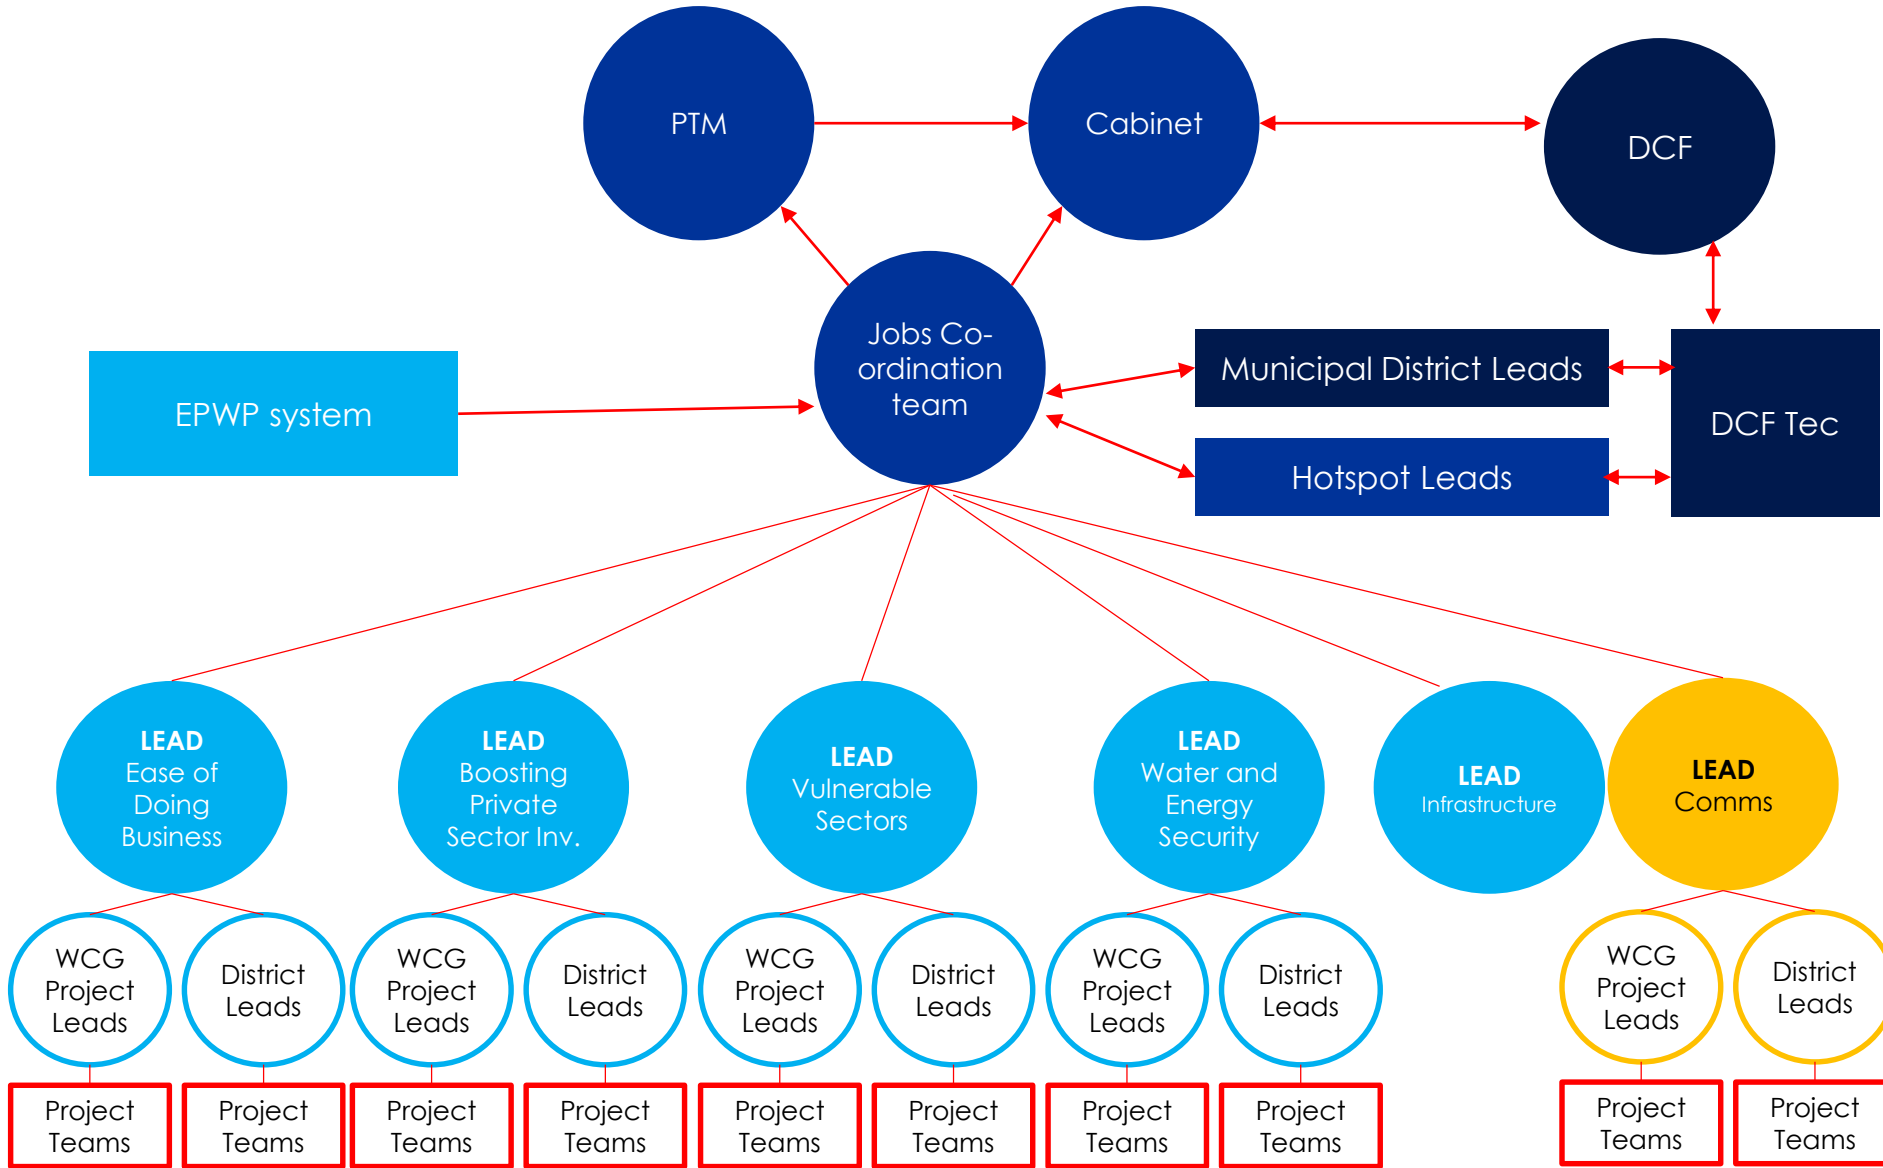 PTM
Cabinet
DCF
Jobs Co-
ordination
team
Municipal District Leads
EPWP system
DCF Tec
Hotspot Leads
LEAD
Ease of
Doing
Business
LEAD
Boosting
Private
Sector Inv.
LEAD
Vulnerable
Sectors
LEAD
Water and
Energy
Security
LEAD
Infrastructure
LEAD
Comms
WCG
Project
Leads
District
Leads
WCG
Project
Leads
District
Leads
WCG
Project
Leads
District
Leads
WCG
Project
Leads
District
Leads
WCG
Project
Leads
District
Leads
Project
Teams
Project
Teams
Project
Teams
Project
Teams
Project
Teams
Project
Teams
Project
Teams
Project
Teams
Project
Teams
Project
Teams